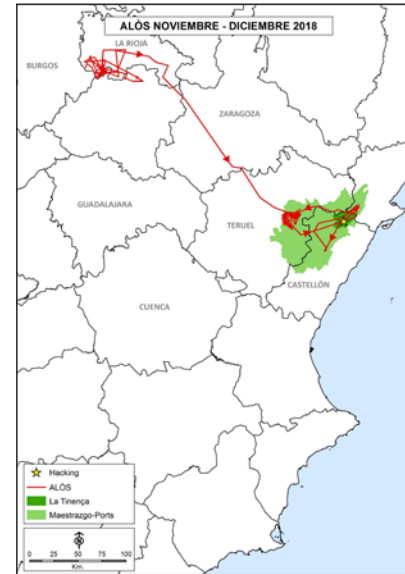 ALÒS NOVIEMBRE - DICIEMBRE 2018
LA RIOJA
BURGOS
ZARAGOZA
GUADALAJARA
TERUEL
CASTELLÓN
CUENCA
Hacking
ALÒS
La Tinença
Maestrazgo-Ports
0 25 50 75 100
Km.